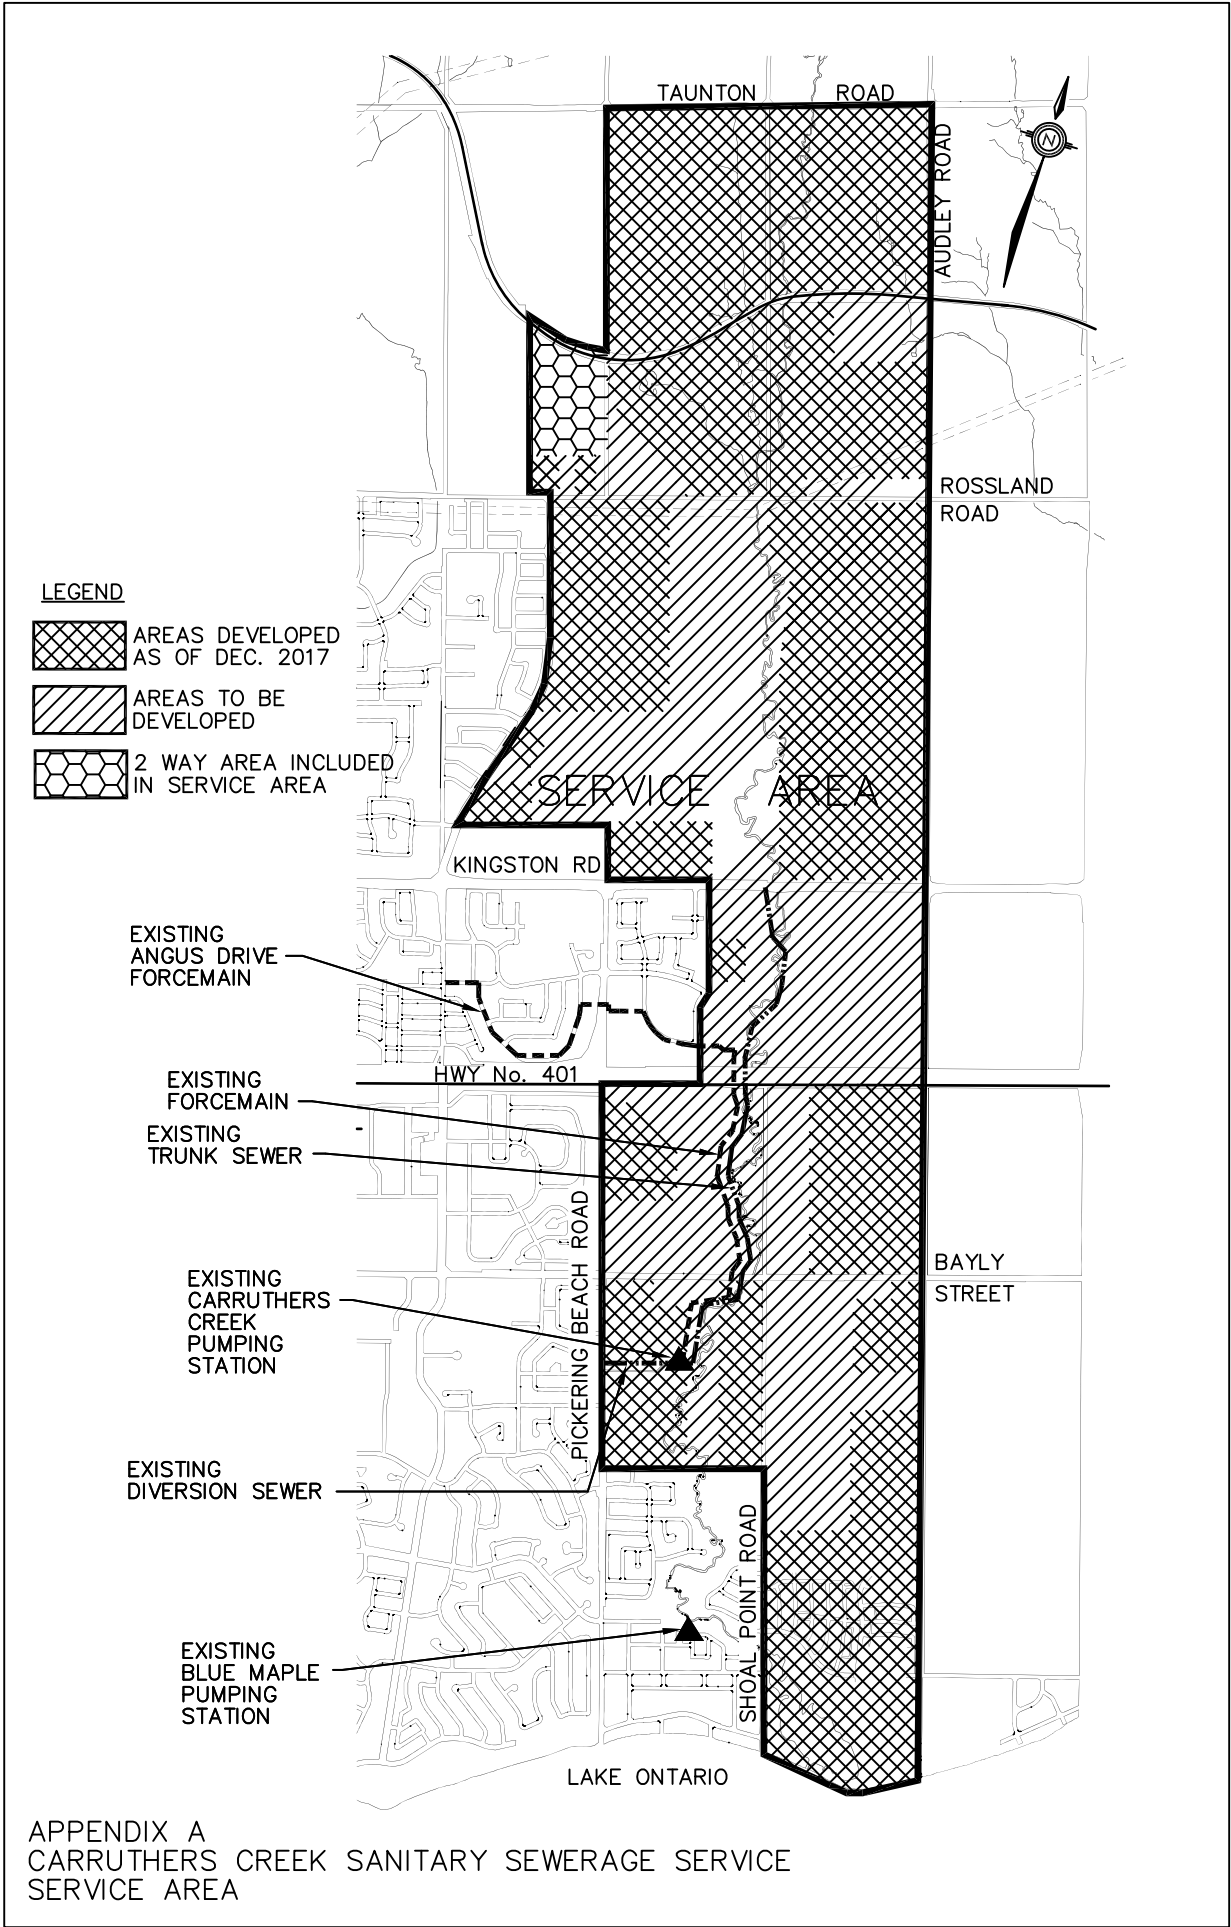 TAUNTON ROAD
AUDLEY ROAD
N
ROSSLAND
ROAD
LEGEND
AREAS DEVELOPED
AS OF DEC. 2017
AREAS TO BE
DEVELOPED
2 WAY AREA INCLUDED
IN SERVICE AREA
SERVICE AREA
KINGSTON RD
EXISTING
ANGUS DRIVE
FORCEMAIN
HWY No. 401
EXISTING
FORCEMAIN
EXISTING
TRUNK SEWER
PICKERING BEACH ROAD
BAYLY
STREET
EXISTING
CARRUTHERS
CREEK
PUMPING
STATION
EXISTING
DIVERSION SEWER
SHOAL POINT ROAD
EXISTING
BLUE MAPLE
PUMPING
STATION
LAKE ONTARIO
APPENDIX A
CARRUTHERS CREEK SANITARY SEWERAGE SERVICE
SERVICE AREA